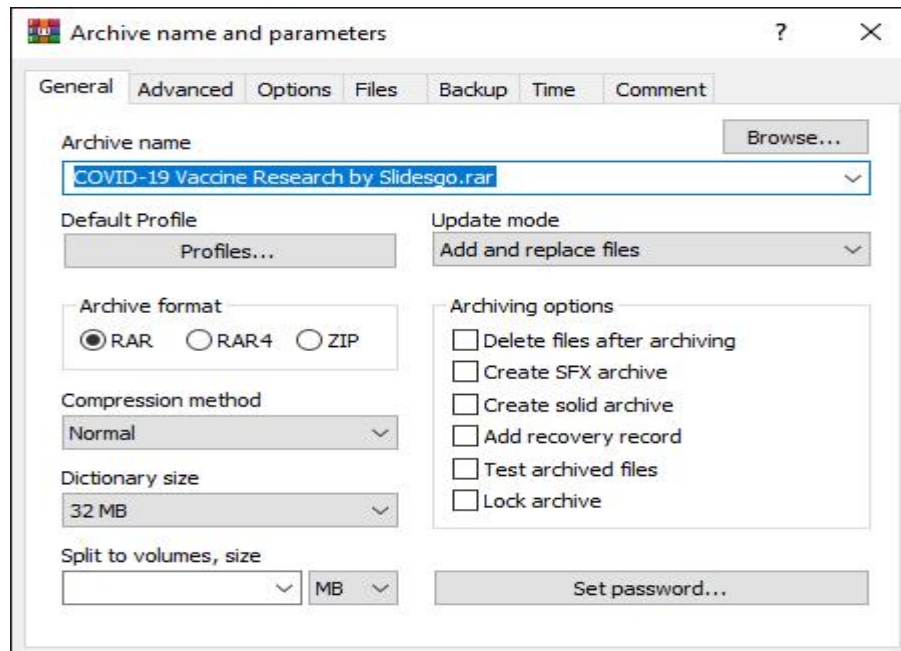 Archive name and parameters
?
General Advanced Options Files Backup Time Comment
Archive name
Browse...
COVID-19 Vaccine Research by Slidesgo.rar
Default Profile
Profiles...
Update mode
Add and replace files
Archive format
RAR RAR4 ZIP
Compression method
Normal
Dictionary size
32 MB
Split to volumes, size
MB
Archiving options
Delete files after archiving
Create SFX archive
Create solid archive
Add recovery record
Test archived files
Lock archive
Set password...